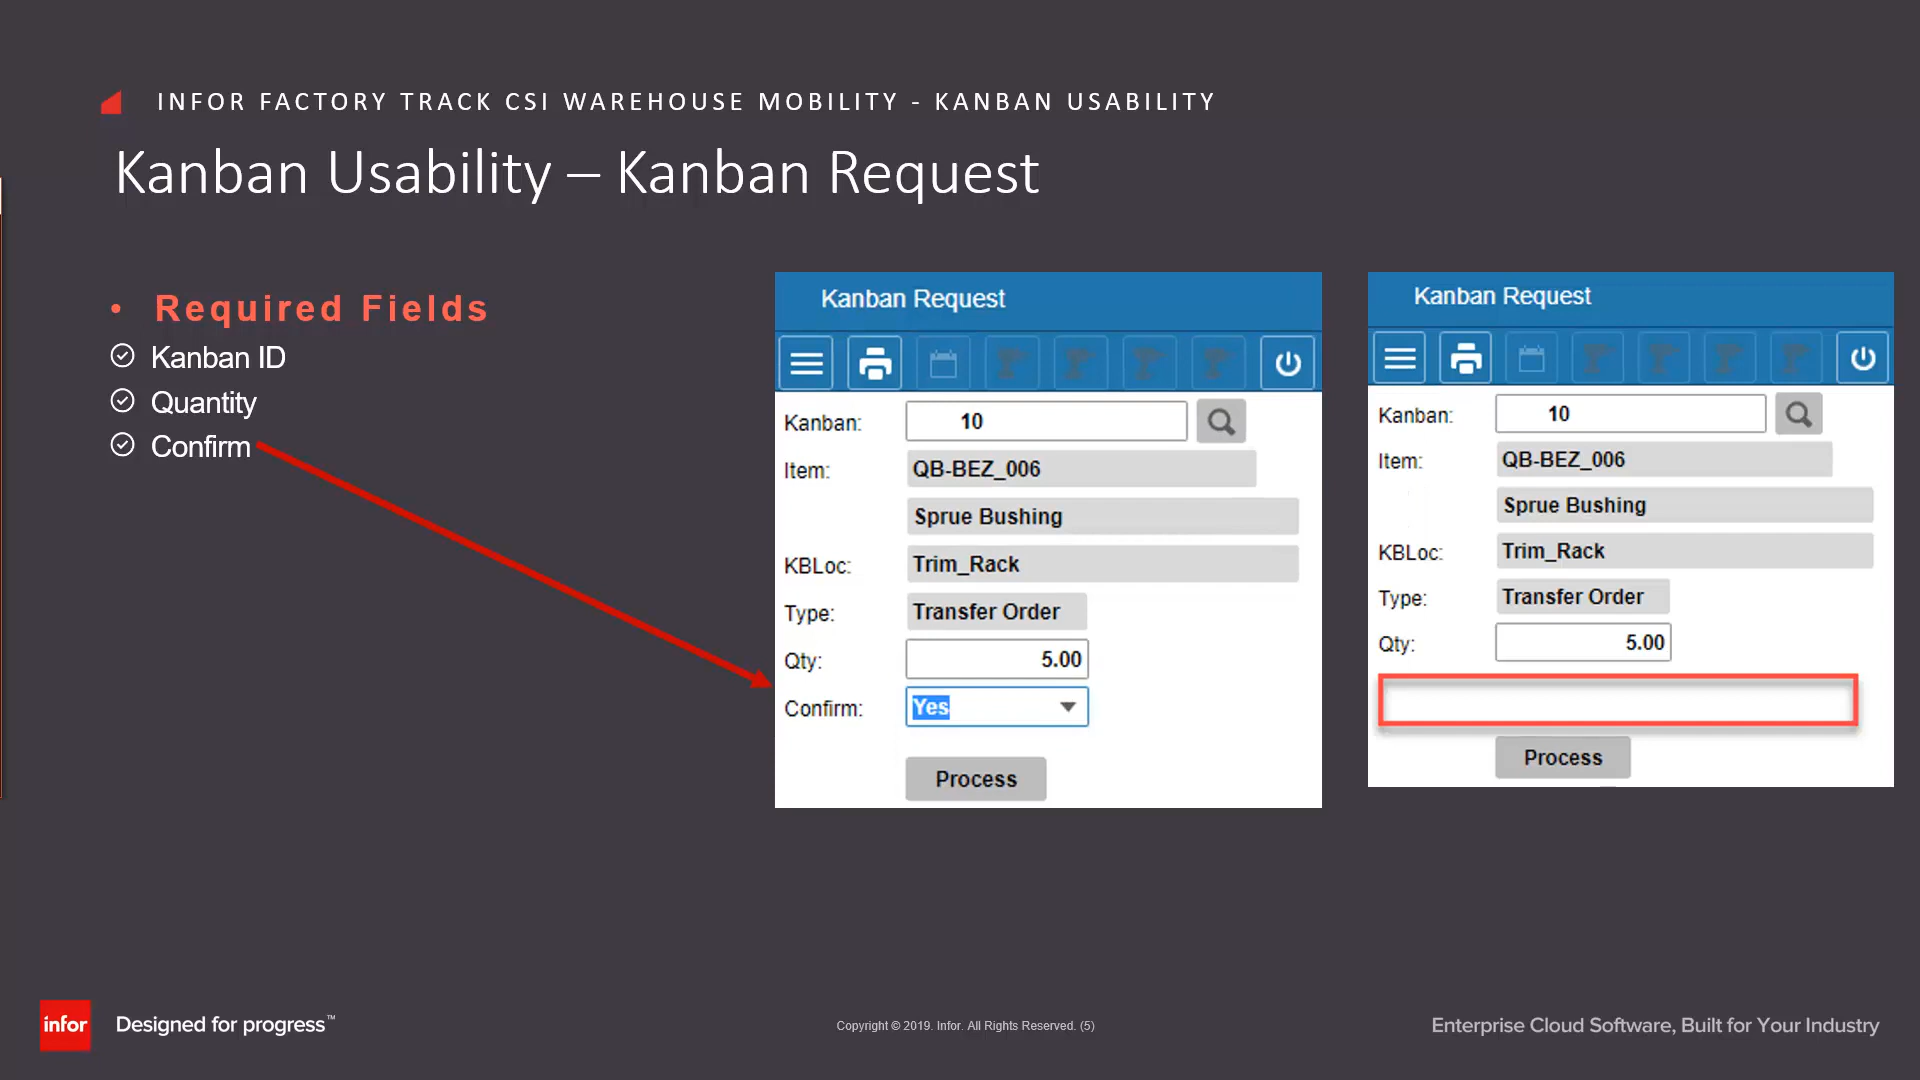 INFOR FACTORY TRACK CSI WAREHOUSE MOBILITY - KANBAN USABILITY
Kanban Usability – Kanban Request
• Required Fields
Kanban ID
Quantity
Confirm
Kanban Request
Kanban: 10
Item: QB-BEZ_006
Sprue Bushing
KBLoc: Trim_Rack
Type: Transfer Order
Qty: 5.00
Confirm: Yes
Process
Kanban Request
Kanban: 10
Item: QB-BEZ_006
Sprue Bushing
KBLoc: Trim_Rack
Type: Transfer Order
Qty: 5.00
Process
infor Designed for progress™
Copyright © 2019. Infor. All Rights Reserved. (5)
Enterprise Cloud Software, Built for Your Industry